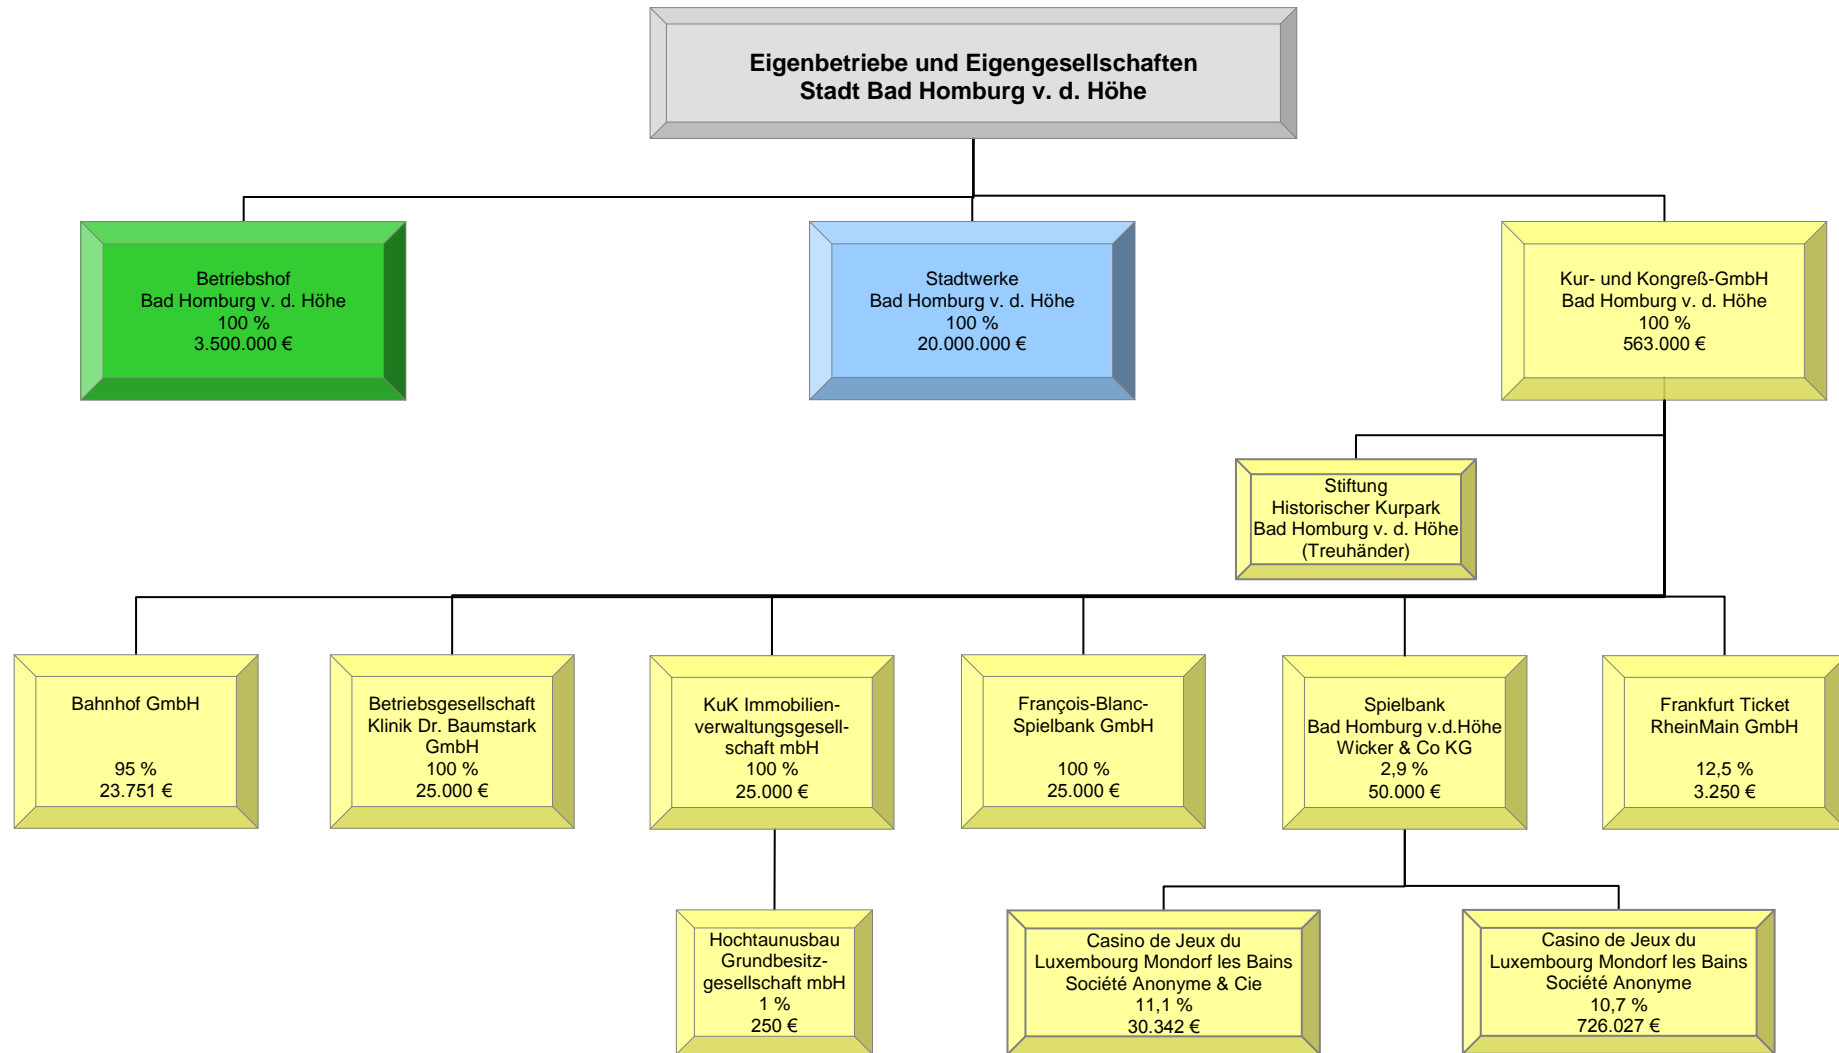 Eigenbetriebe und Eigengesellschaften
Stadt Bad Homburg v. d. Höhe
Betriebshof
Bad Homburg v. d. Höhe
100 %
3.500.000 €
Stadtwerke
Bad Homburg v. d. Höhe
100 %
20.000.000 €
Kur- und Kongreß-GmbH
Bad Homburg v. d. Höhe
100 %
563.000 €
Stiftung
Historischer Kurpark
Bad Homburg v. d. Höhe
(Treuhänder)
Bahnhof GmbH
95 %
23.751 €
Betriebsgesellschaft
Klinik Dr. Baumstark
GmbH
100 %
25.000 €
KuK Immobilien-
verwaltungsgesell-
schaft mbH
100 %
25.000 €
François-Blanc-
Spielbank GmbH
100 %
25.000 €
Spielbank
Bad Homburg v.d.Höhe
Wicker & Co KG
2,9 %
50.000 €
Frankfurt Ticket
RheinMain GmbH
12,5 %
3.250 €
Hochtaunusbau
Grundbesitz-
gesellschaft mbH
1 %
250 €
Casino de Jeux du
Luxembourg Mondorf les Bains
Société Anonyme & Cie
11,1 %
30.342 €
Casino de Jeux du
Luxembourg Mondorf les Bains
Société Anonyme
10,7 %
726.027 €